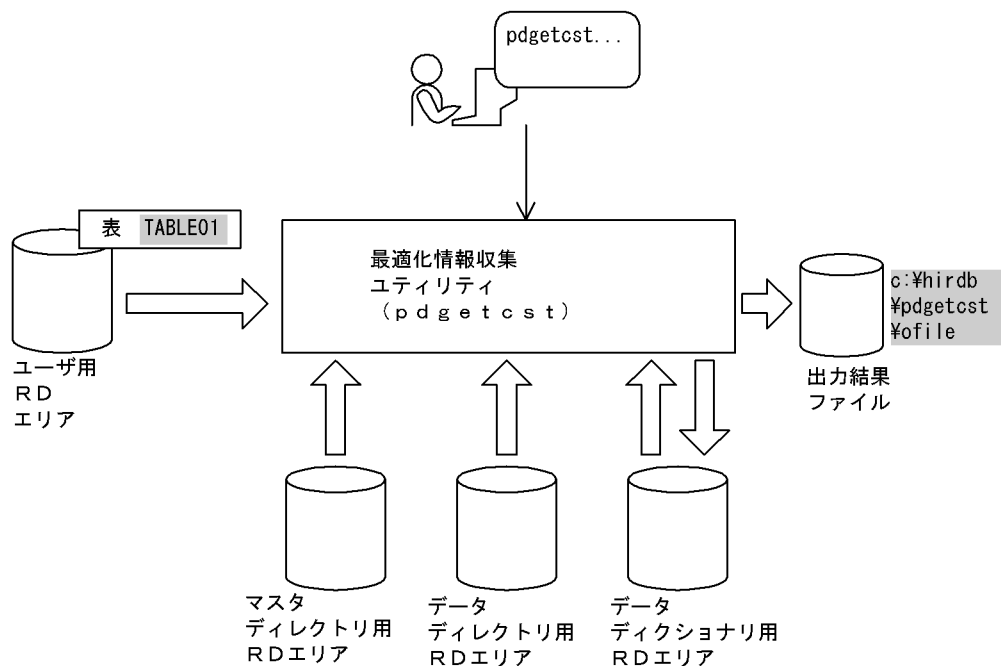 pdgetcst...
表 TABLE01
最適化情報収集
ユティリティ
(ｐｄｇｅｔｃｓｔ)
c:¥hirdb
¥pdgetcst
¥ofile
ユーザ用
ＲＤ
エリア
出力結果
ファイル
マスタ
ディレクトリ用
ＲＤエリア
データ
ディレクトリ用
ＲＤエリア
データ
ディクショナリ用
ＲＤエリア